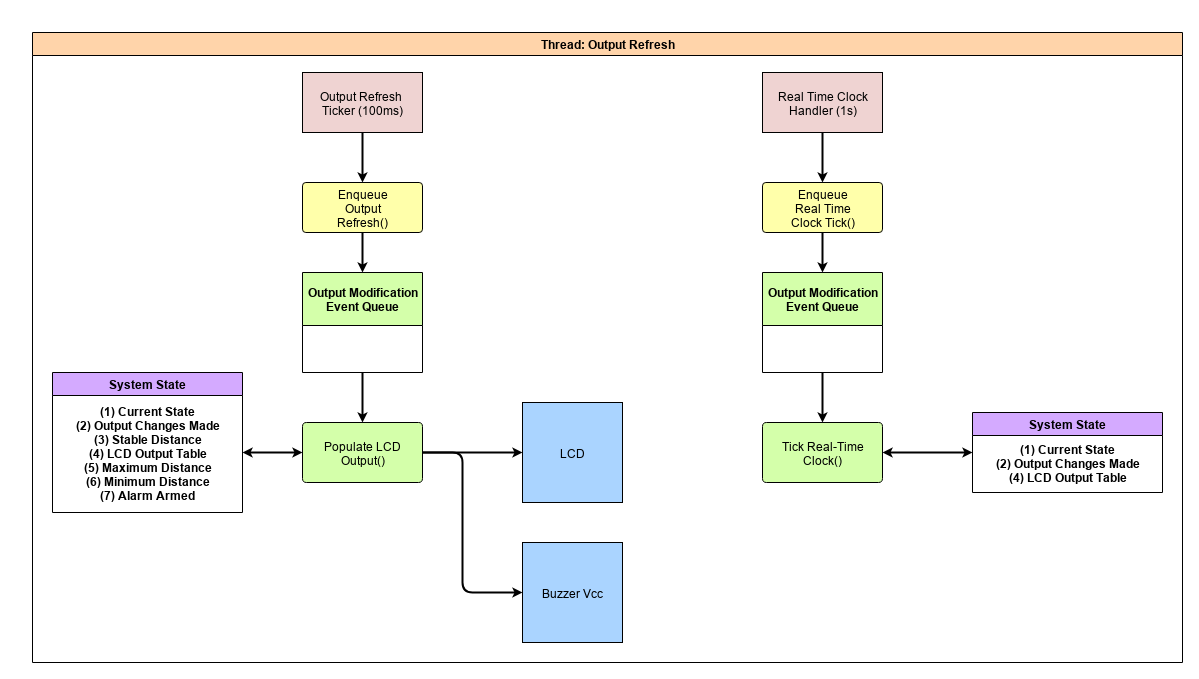 Thread: Output Refresh
Output Refresh
Ticker (100ms)
Enqueue
Output
Refresh()
Output Modification
Event Queue
System State
(1) Current State
(2) Output Changes Made
(3) Stable Distance
(4) LCD Output Table
(5) Maximum Distance
(6) Minimum Distance
(7) Alarm Armed
Populate LCD
Output()
LCD
Buzzer Vcc
Real Time Clock
Handler (1s)
Enqueue
Real Time
Clock Tick()
Output Modification
Event Queue
Tick Real-Time
Clock()
System State
(1) Current State
(2) Output Changes Made
(4) LCD Output Table